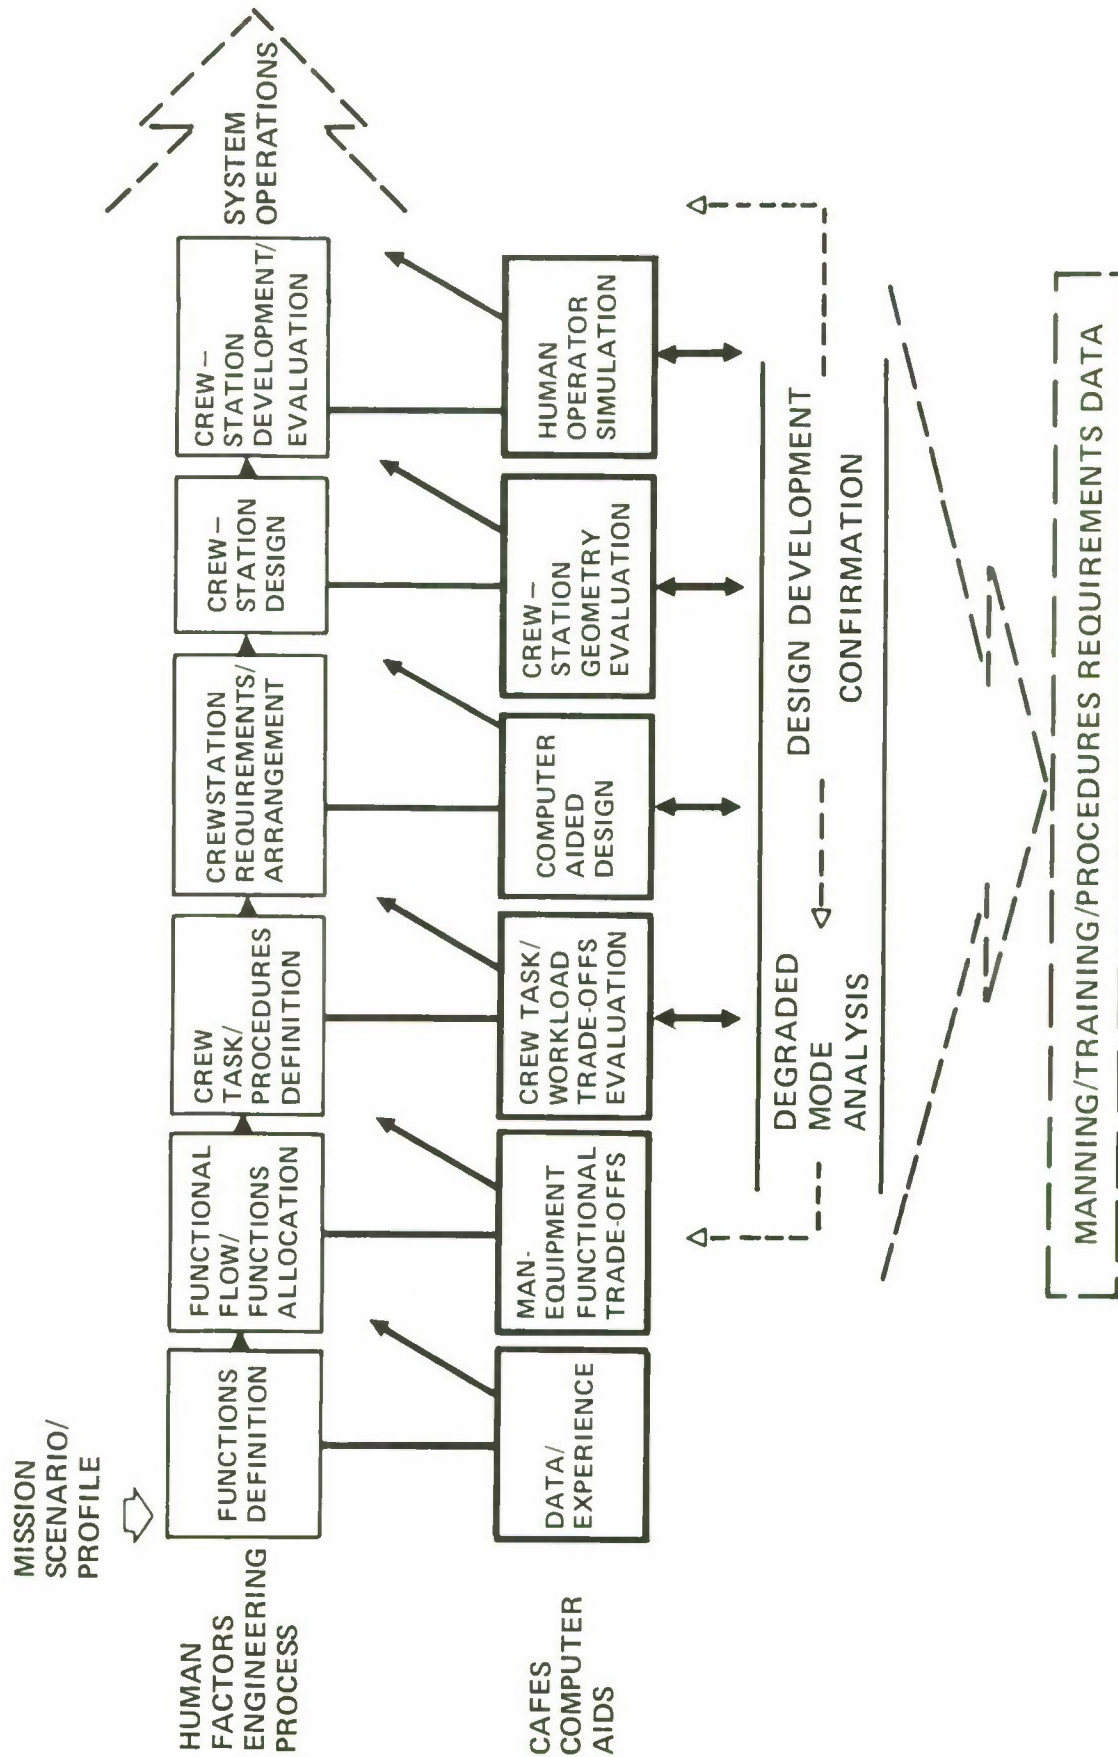 MISSION
SCENARIO/
PROFILE
HUMAN
FACTORS
ENGINEERING
PROCESS
FUNCTIONS
DEFINITION
FUNCTIONAL
FLOW/
FUNCTIONS
ALLOCATION
CREW
TASK/
PROCEDURES
DEFINITION
CREWSTATION
REQUIREMENTS/
ARRANGEMENT
CREW–
STATION
DESIGN
CREW–
STATION
DEVELOPMENT/
EVALUATION
SYSTEM
OPERATIONS
CAFES
COMPUTER
AIDS
DATA/
EXPERIENCE
MAN-
EQUIPMENT
FUNCTIONAL
TRADE-OFFS
CREW TASK/
WORKLOAD
TRADE-OFFS
EVALUATION
COMPUTER
AIDED
DESIGN
CREW–
STATION
GEOMETRY
EVALUATION
HUMAN
OPERATOR
SIMULATION
DEGRADED
MODE
ANALYSIS
DESIGN DEVELOPMENT
CONFIRMATION
MANNING/TRAINING/PROCEDURES REQUIREMENTS DATA